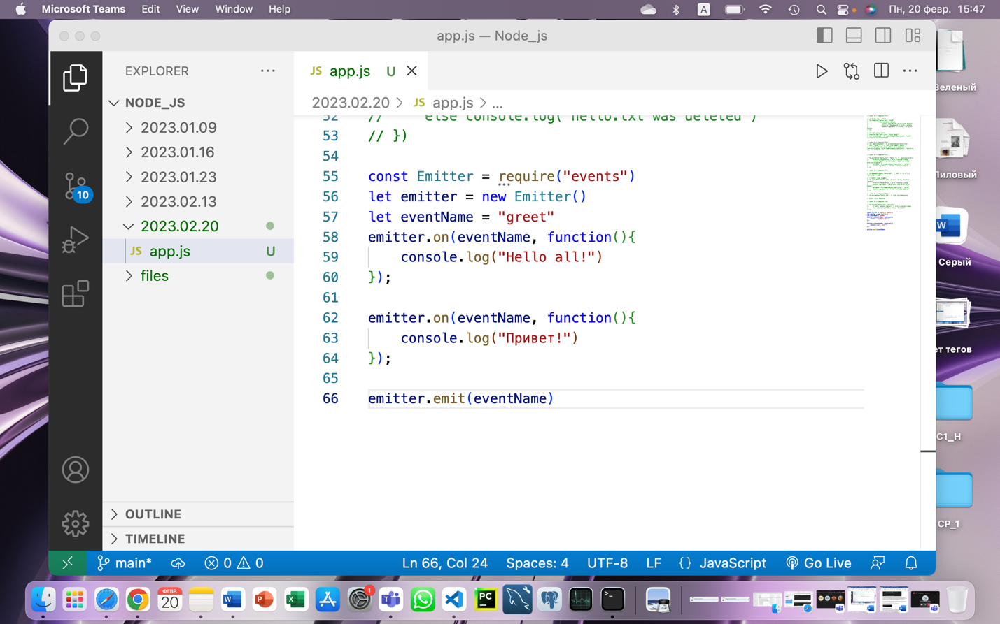 Microsoft Teams Edit View Window Help A Пн, 20 февр. 15:47
app.js — Node_js
EXPLORER
JS app.js U
NODE_JS
2023.02.20 > JS app.js > ...
2023.01.09
2023.01.16
2023.01.23
2023.02.13
2023.02.20
JS app.js U
files
52 // else console.log("hello.txt was deleted")
53 // })
54
55 const Emitter = require("events")
56 let emitter = new Emitter()
57 let eventName = "greet"
58 emitter.on(eventName, function(){
59 console.log("Hello all!")
60 });
61
62 emitter.on(eventName, function(){
63 console.log("Привет!")
64 });
65
66 emitter.emit(eventName)
10
OUTLINE
TIMELINE
main* 0 0 Ln 66, Col 24 Spaces: 4 UTF-8 LF {} JavaScript Go Live
Зеленый
Пиловый
Серый
ет тегов
C1_H
CP_1
ФЕВР.
20
W P X 1 PC >_
W